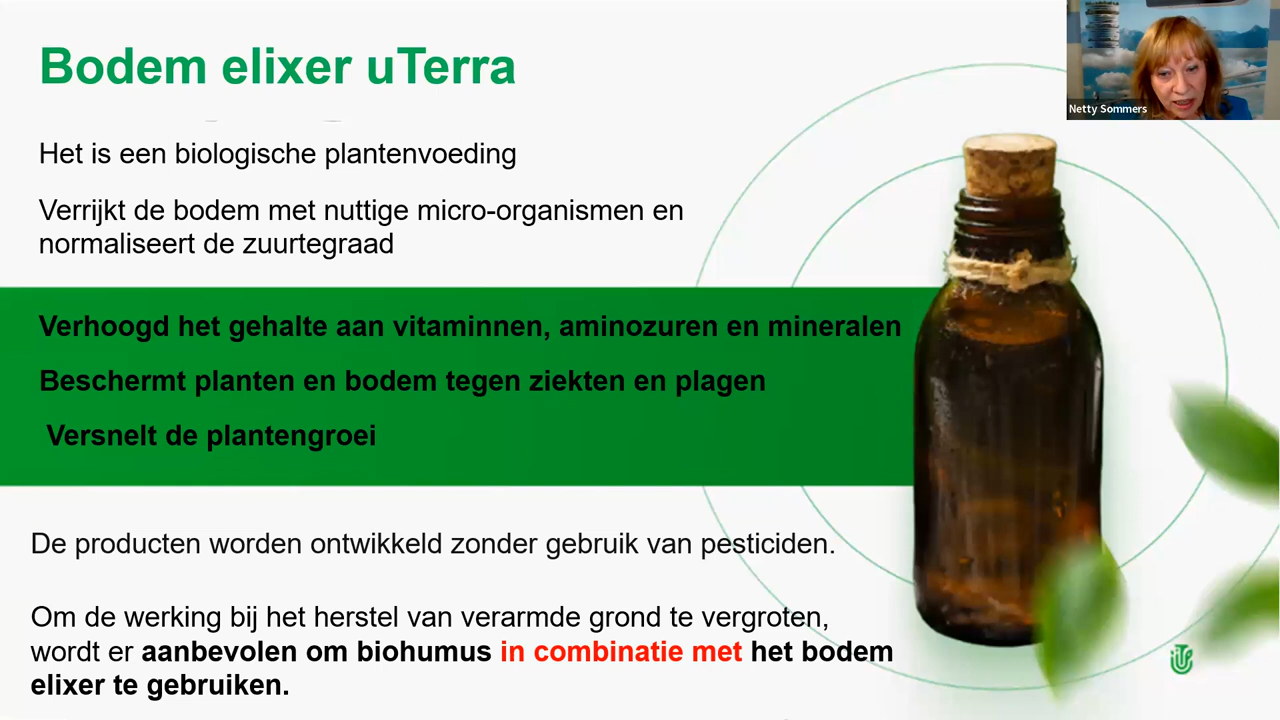 Bodem elixer uTerra
Netty Sommers
Het is een biologische plantenvoeding
Verrijkt de bodem met nuttige micro-organismen en
normaliseert de zuurtegraad
Verhoogd het gehalte aan vitaminnen, aminozuren en mineralen
Beschermt planten en bodem tegen ziekten en plagen
Versnelt de plantengroei
De producten worden ontwikkeld zonder gebruik van pesticiden.
Om de werking bij het herstel van verarmde grond te vergroten,
wordt er aanbevolen om biohumus in combinatie met het bodem
elixer te gebruiken.